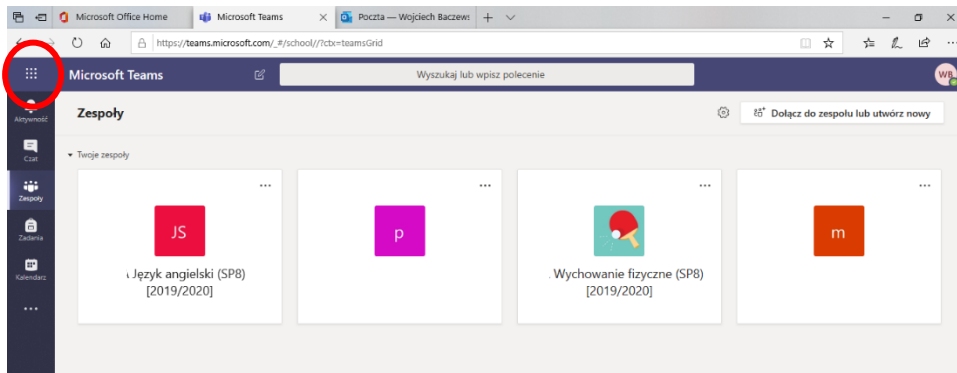 Microsoft Office Home
Microsoft Teams
Poczta — Wojciech Baczews
https://teams.microsoft.com/_#/school//?ctx=teamsGrid
Microsoft Teams
Wyszukaj lub wpisz polecenie
WB
Aktywność
Czat
Zespoły
Zadania
Kalendarz
Zespoły
Dołącz do zespołu lub utwórz nowy
Twoje zespoły
JS
Język angielski (SP8)
[2019/2020]
p
. Wychowanie fizyczne (SP8)
[2019/2020]
m